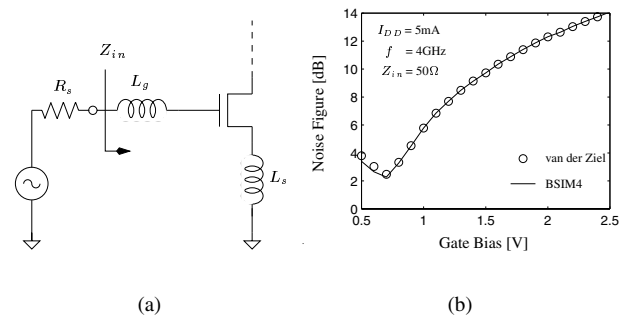 R_s
Z_in
L_g
L_s
(a)
Noise Figure [dB]
14
12
10
8
6
4
2
0
I_DD = 5mA
f = 4GHz
Z_in = 50Ω
van der Ziel
BSIM4
0.5
1
1.5
2
2.5
Gate Bias [V]
(b)